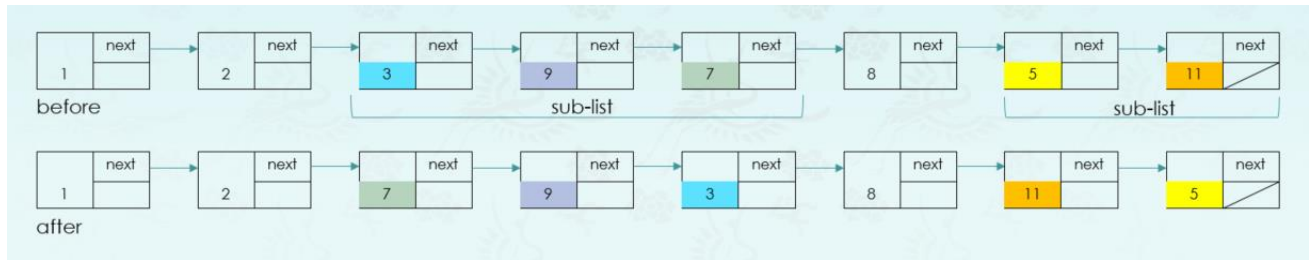 next next next next next next next next
1 2 3 9 7 8 5 11
before sub-list sub-list
next next next next next next next next
1 2 7 9 3 8 11 5
after